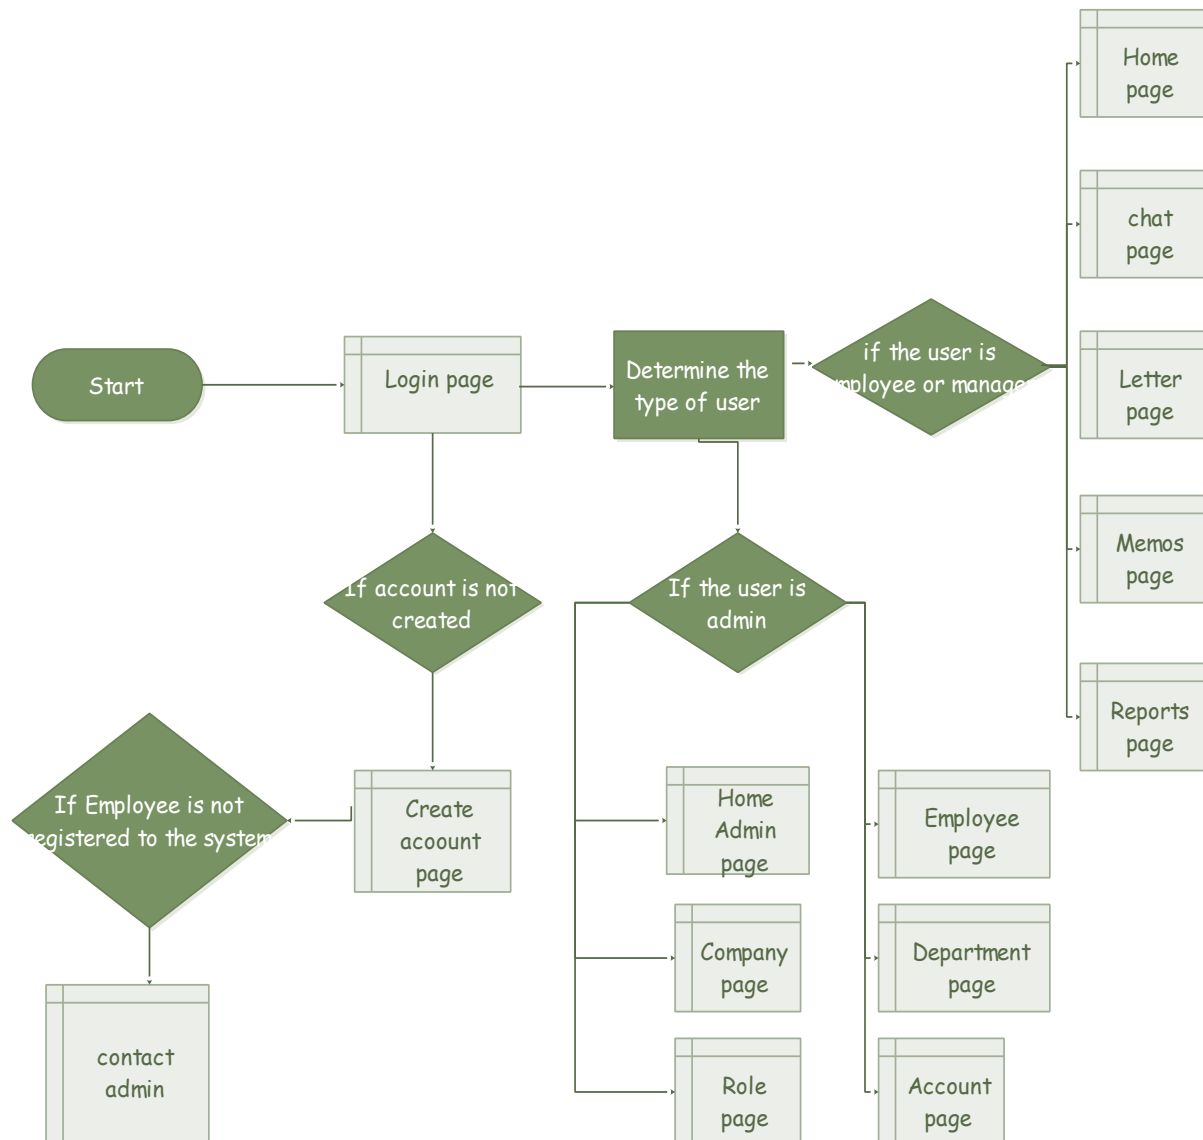 Home
page
chat
page
Start
Login page
Determine the
type of user
if the user is
mployee or manage
Letter
page
Memos
page
If account is not
created
If the user is
admin
Reports
page
If Employee is not
registered to the system
Create
acoount
page
Home
Admin
page
Employee
page
Company
page
Department
page
contact
admin
Role
page
Account
page